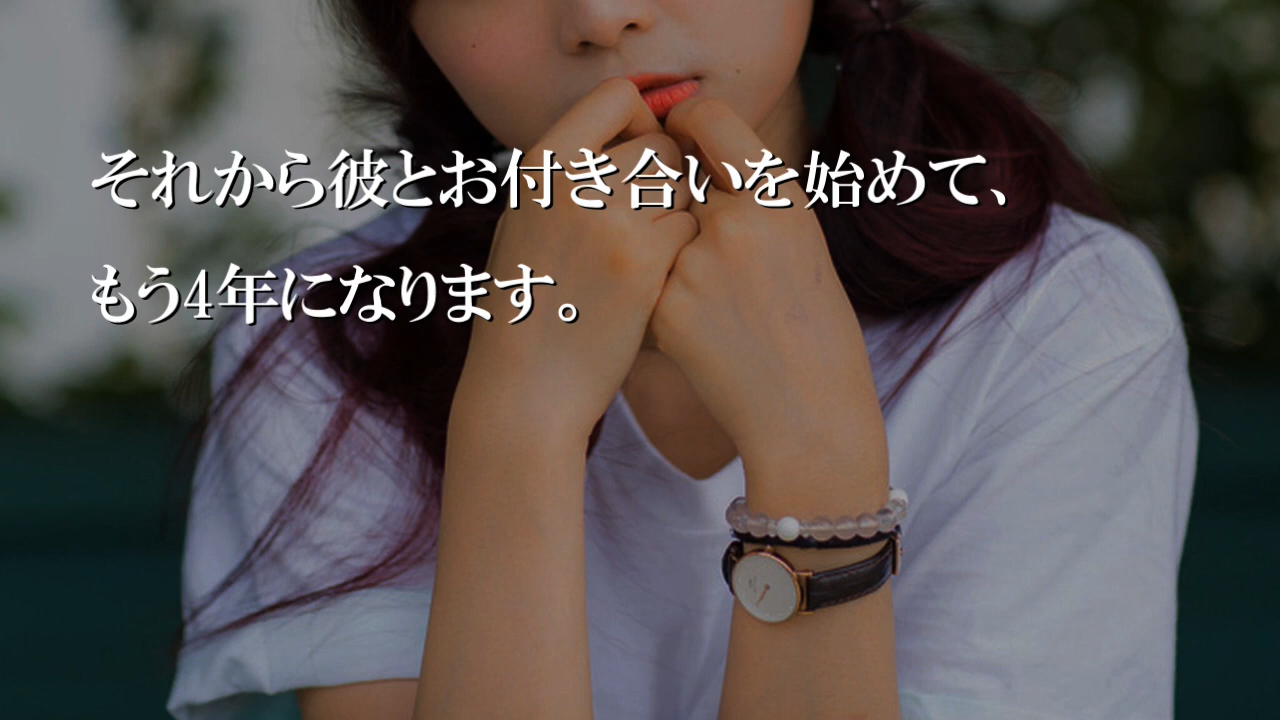 それから彼とお付き合いを始めて、
もう4年になります。